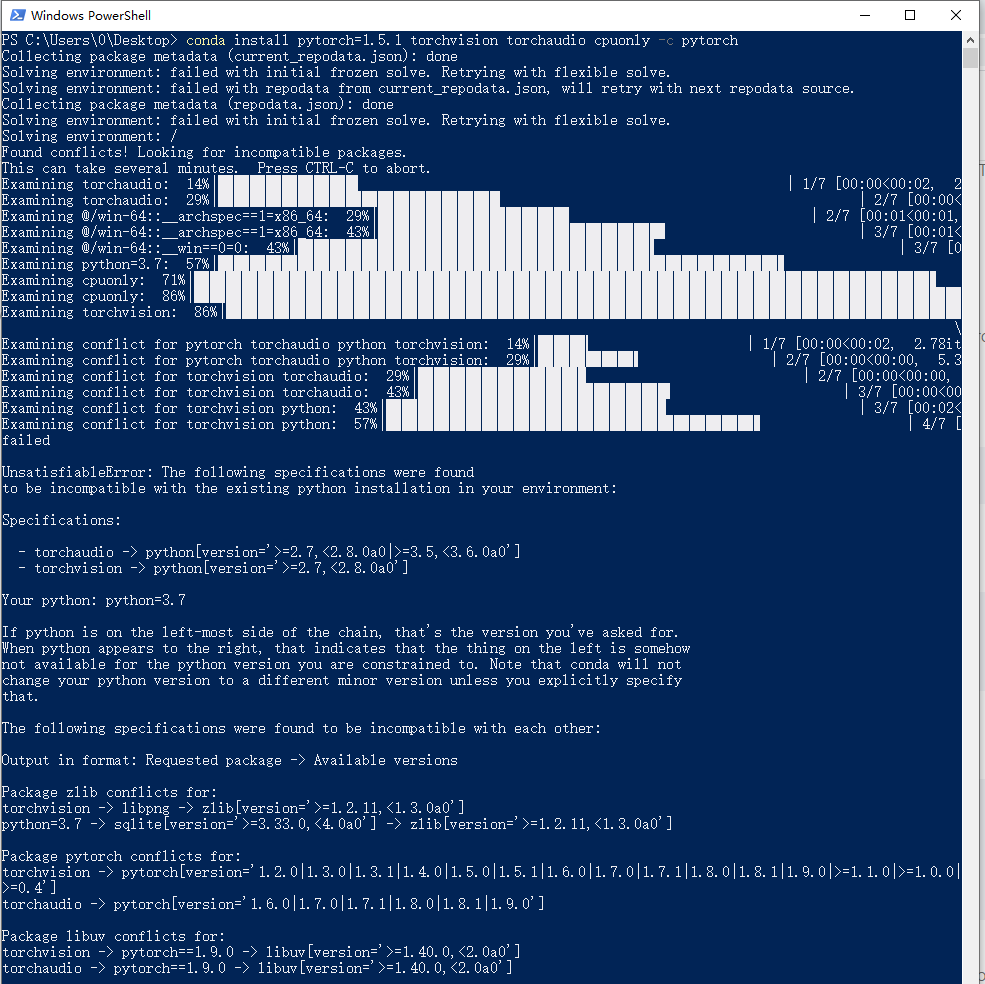 Windows PowerShell
PS C:\Users\0\Desktop> conda install pytorch=1.5.1 torchvision torchaudio cpuonly -c pytorch
Collecting package metadata (current_repodata.json): done
Solving environment: failed with initial frozen solve. Retrying with flexible solve.
Solving environment: failed with repodata from current_repodata.json, will retry with next repodata source.
Collecting package metadata (repodata.json): done
Solving environment: failed with initial frozen solve. Retrying with flexible solve.
Solving environment: /
Found conflicts! Looking for incompatible packages.
This can take several minutes.  Press CTRL-C to abort.
Examining torchaudio:  14%| | 1/7 [00:00<00:02,  2
Examining torchaudio:  29%| | 2/7 [00:00<
Examining @/win-64::__archspec==1=x86_64:  29%| | 2/7 [00:01<00:01,
Examining @/win-64::__archspec==1=x86_64:  43%| | 3/7 [00:01<
Examining @/win-64::__win==0=0:  43%| | 3/7 [0
Examining python=3.7:  57%|
Examining cpuonly:  71%|
Examining cpuonly:  86%|
Examining torchvision:  86%|
\
Examining conflict for pytorch torchaudio python torchvision:  14%| | 1/7 [00:00<00:02,  2.78it
Examining conflict for pytorch torchaudio python torchvision:  29%| | 2/7 [00:00<00:00,  5.3
Examining conflict for torchvision torchaudio:  29%| | 2/7 [00:00<00:00,
Examining conflict for torchvision torchaudio:  43%| | 3/7 [00:00<00
Examining conflict for torchvision python:  43%| | 3/7 [00:02<
Examining conflict for torchvision python:  57%| | 4/7 [
failed
UnsatisfiableError: The following specifications were found
to be incompatible with the existing python installation in your environment:
Specifications:
- torchaudio -> python[version='>=2.7,<2.8.0a0|>=3.5,<3.6.0a0']
- torchvision -> python[version='>=2.7,<2.8.0a0']
Your python: python=3.7
If python is on the left-most side of the chain, that's the version you've asked for.
When python appears to the right, that indicates that the thing on the left is somehow
not available for the python version you are constrained to. Note that conda will not
change your python version to a different minor version unless you explicitly specify
that.
The following specifications were found to be incompatible with each other:
Output in format: Requested package -> Available versions
Package zlib conflicts for:
torchvision -> libpng -> zlib[version='>=1.2.11,<1.3.0a0']
python=3.7 -> sqlite[version='>=3.33.0,<4.0a0'] -> zlib[version='>=1.2.11,<1.3.0a0']
Package pytorch conflicts for:
torchvision -> pytorch[version='1.2.0|1.3.0|1.3.1|1.4.0|1.5.0|1.5.1|1.6.0|1.7.0|1.7.1|1.8.0|1.8.1|1.9.0|>=1.1.0|>=1.0.0|
>=0.4']
torchaudio -> pytorch[version='1.6.0|1.7.0|1.7.1|1.8.0|1.8.1|1.9.0']
Package libuv conflicts for:
torchvision -> pytorch==1.9.0 -> libuv[version='>=1.40.0,<2.0a0']
torchaudio -> pytorch==1.9.0 -> libuv[version='>=1.40.0,<2.0a0']